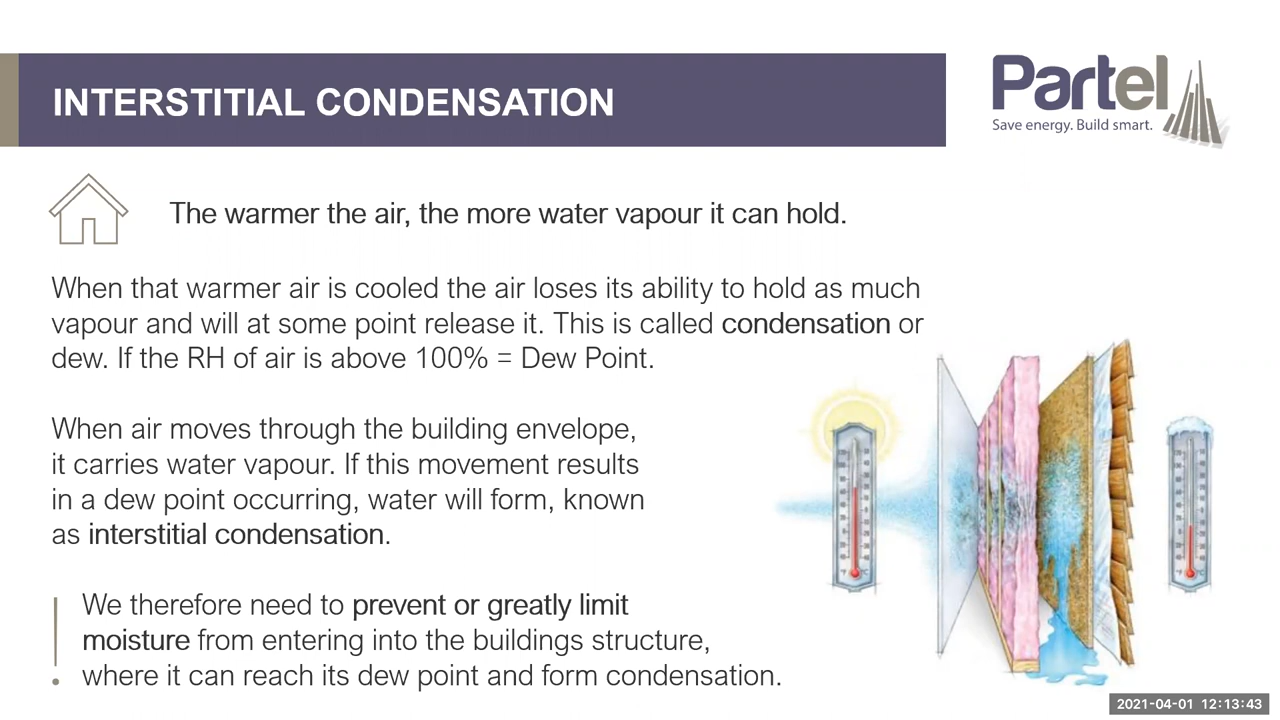 INTERSTITIAL CONDENSATION
Partel
Save energy. Build smart.
The warmer the air, the more water vapour it can hold.
When that warmer air is cooled the air loses its ability to hold as much
vapour and will at some point release it. This is called condensation or
dew. If the RH of air is above 100% = Dew Point.
When air moves through the building envelope,
it carries water vapour. If this movement results
in a dew point occurring, water will form, known
as interstitial condensation.
We therefore need to prevent or greatly limit
moisture from entering into the buildings structure,
where it can reach its dew point and form condensation.
2021-04-01 12:13:43